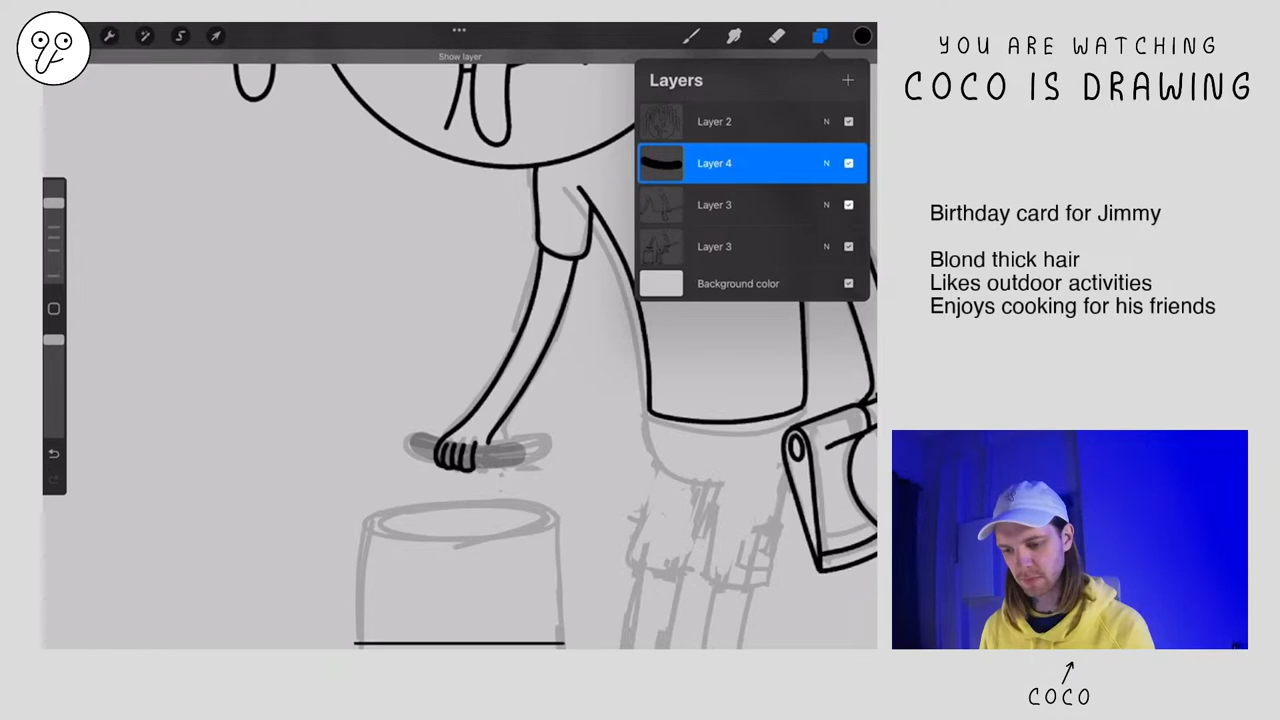 YOU ARE WATCHING
COCO IS DRAWING
Show layer
Layers
Layer 2 N
Layer 4 N
Layer 3 N
Layer 3 N
Background color
Birthday card for Jimmy
Blond thick hair
Likes outdoor activities
Enjoys cooking for his friends
COCO